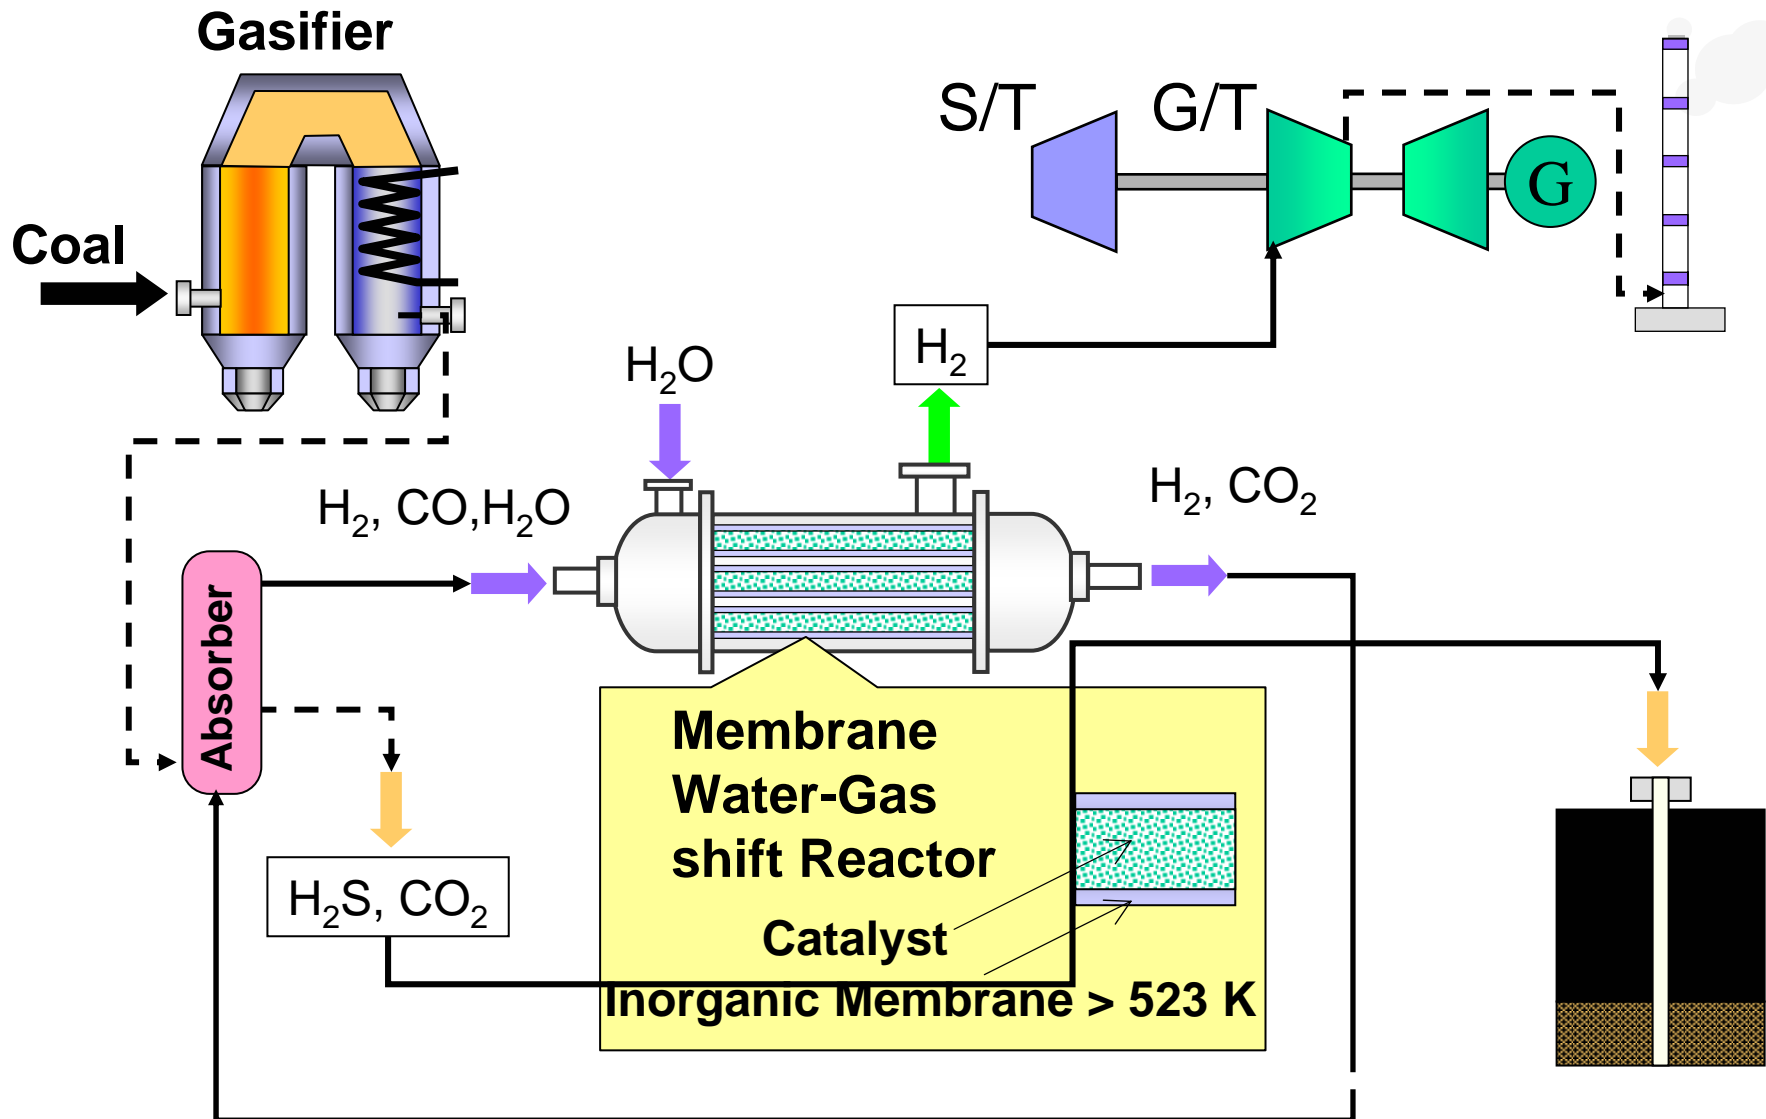 Gasifier
S/T
G/T
G
Coal
H₂O
H₂
H₂, CO,H₂O
H₂, CO₂
Absorber
Membrane
Water-Gas
shift Reactor
H₂S, CO₂
Catalyst
Inorganic Membrane > 523 K